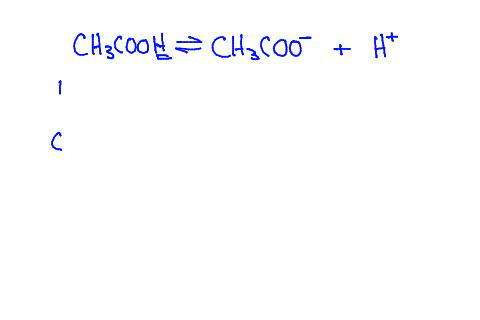 CH₃COOH ⇌ CH₃COO⁻ + H⁺
I
C